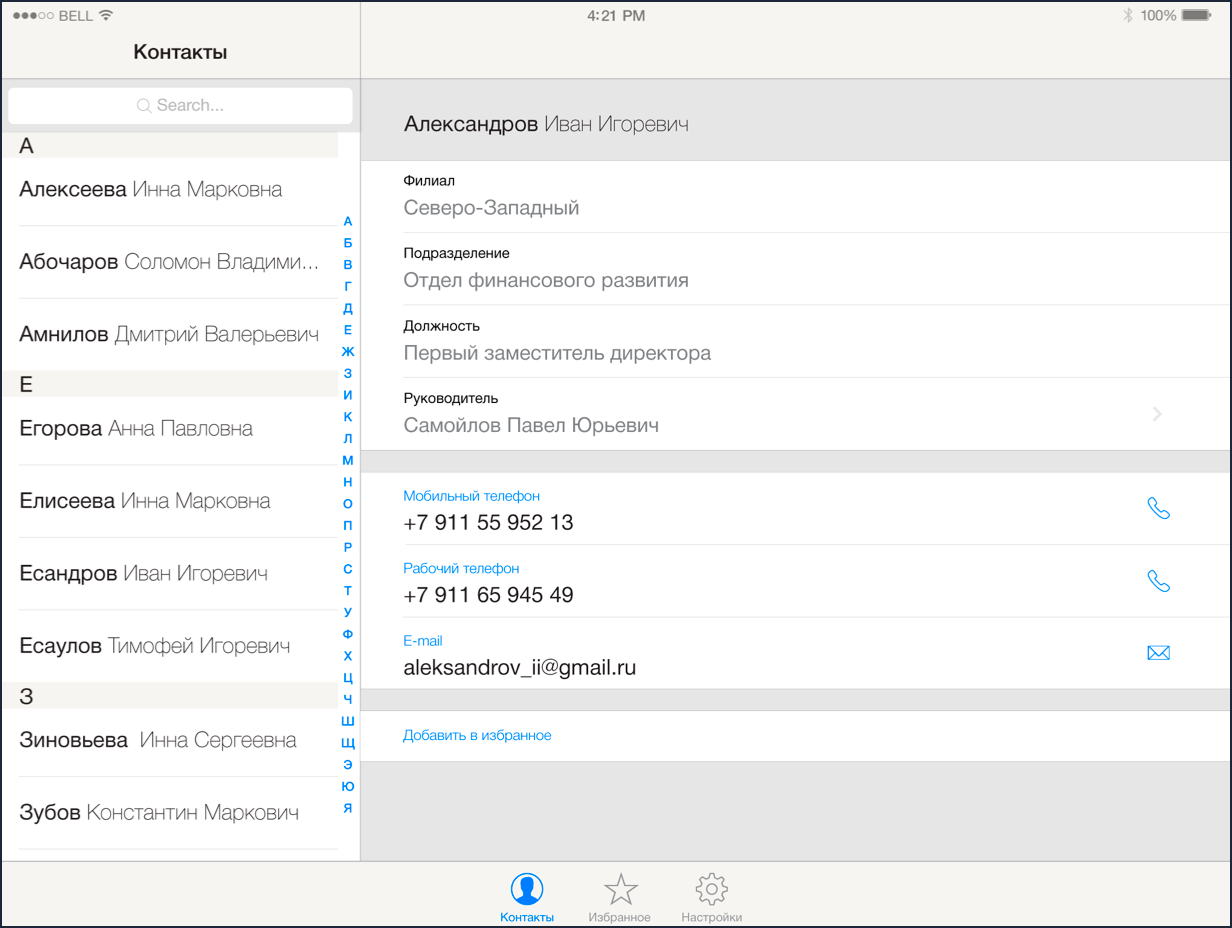 BELL
4:21 PM
100%
Контакты
Search...
А
Алексеева Инна Марковна
Абочаров Соломон Владими...
Амнилов Дмитрий Валерьевич
Е
Егорова Анна Павловна
Елисеева Инна Марковна
Есандров Иван Игоревич
Есаулов Тимофей Игоревич
З
Зиновьева Инна Сергеевна
Зубов Константин Маркович
А
Б
В
Г
Д
Е
Ж
З
И
К
Л
М
Н
О
П
Р
С
Т
У
Ф
Х
Ц
Ч
Ш
Щ
Э
Ю
Я
Александров Иван Игоревич
Филиал
Северо-Западный
Подразделение
Отдел финансового развития
Должность
Первый заместитель директора
Руководитель
Самойлов Павел Юрьевич
Мобильный телефон
+7 911 55 952 13
Рабочий телефон
+7 911 65 945 49
E-mail
aleksandrov_ii@gmail.ru
Добавить в избранное
Контакты
Избранное
Настройки